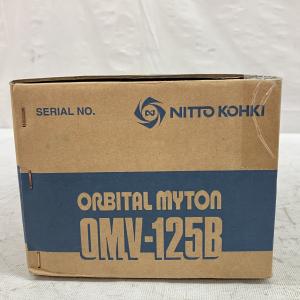 SERIAL NO.
NITTO KOHKI
ORBITAL MYTON
OMV-125B